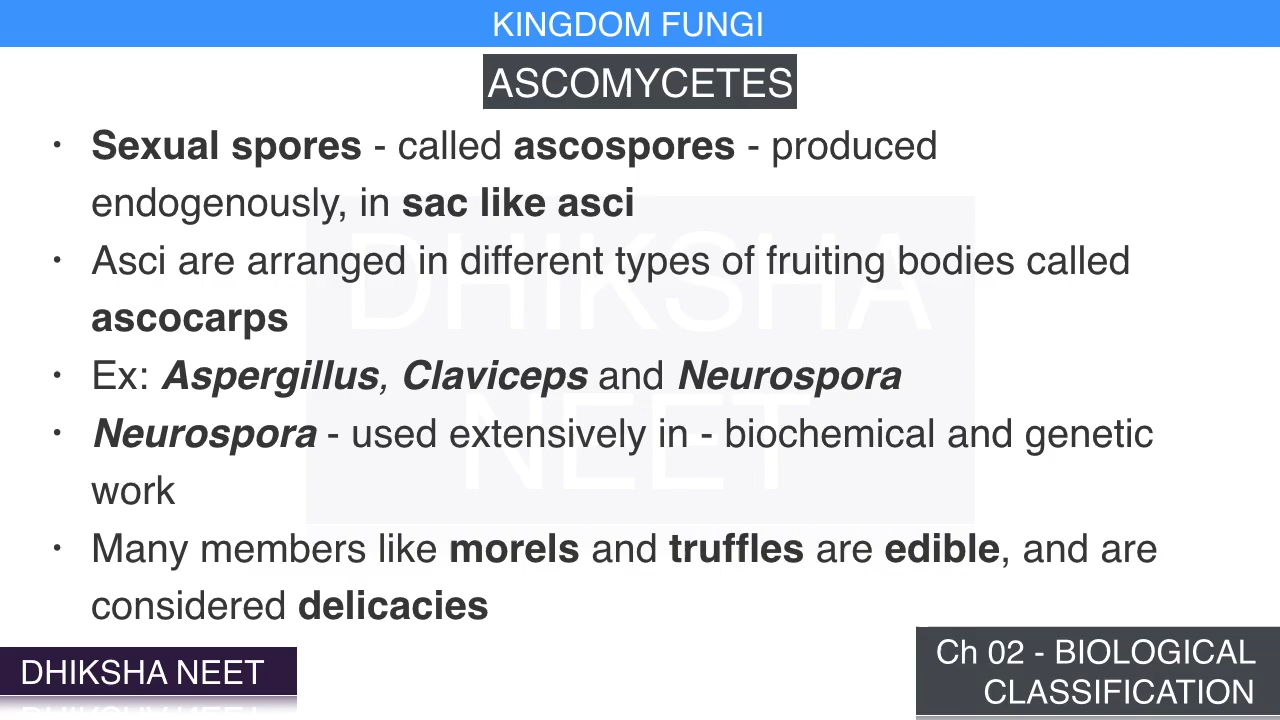 KINGDOM FUNGI
ASCOMYCETES
• Sexual spores - called ascospores - produced
endogenously, in sac like asci
• Asci are arranged in different types of fruiting bodies called
ascocarps
• Ex: Aspergillus, Claviceps and Neurospora
• Neurospora - used extensively in - biochemical and genetic
work
• Many members like morels and truffles are edible, and are
considered delicacies
DHIKSHA
NEET
DHIKSHA NEET
Ch 02 - BIOLOGICAL
CLASSIFICATION